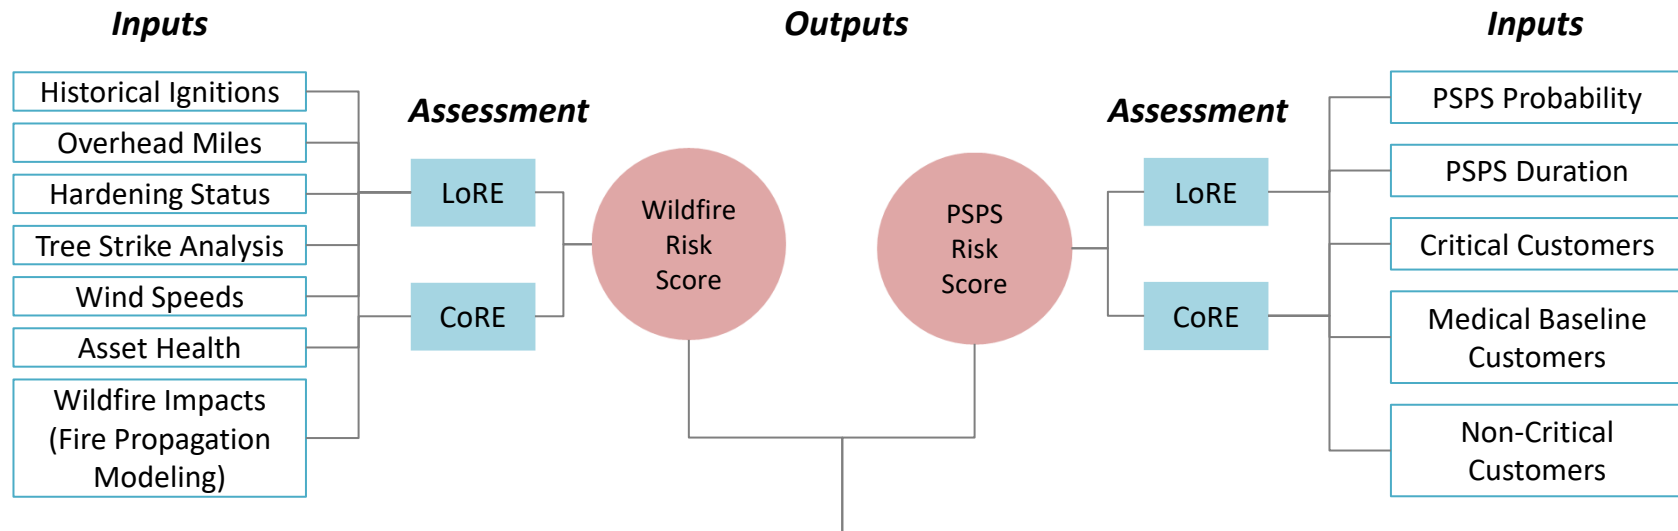 Inputs
Outputs
Inputs
Historical Ignitions
Overhead Miles
Hardening Status
Tree Strike Analysis
Wind Speeds
Asset Health
Wildfire Impacts
(Fire Propagation
Modeling)
Assessment
LoRE
CoRE
Wildfire
Risk
Score
PSPS
Risk
Score
Assessment
LoRE
CoRE
PSPS Probability
PSPS Duration
Critical Customers
Medical Baseline
Customers
Non-Critical
Customers